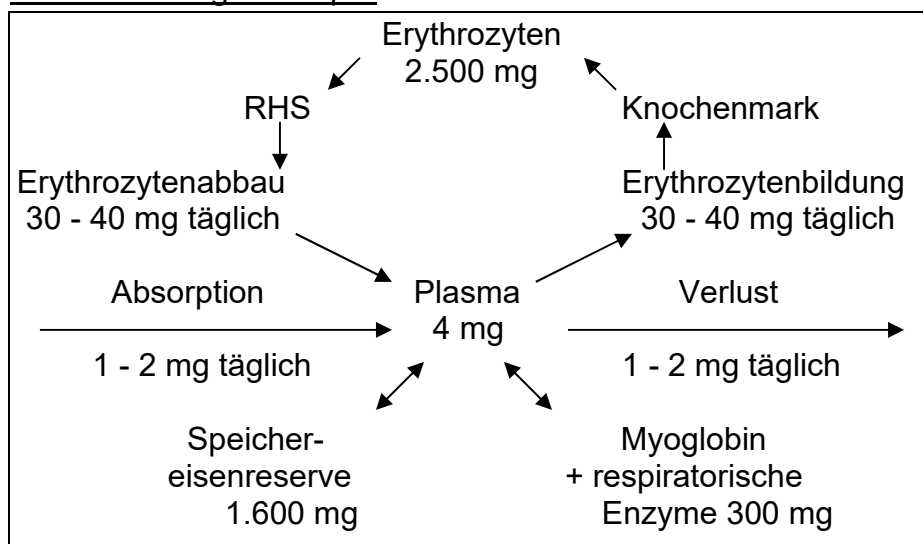 Erythrozyten
2.500 mg
RHS
Knochenmark
Erythrozytenabbau
30 - 40 mg täglich
Erythrozytenbildung
30 - 40 mg täglich
Absorption
1 - 2 mg täglich
Plasma
4 mg
Verlust
1 - 2 mg täglich
Speicher-
eisenreserve
1.600 mg
Myoglobin
+ respiratorische
Enzyme 300 mg